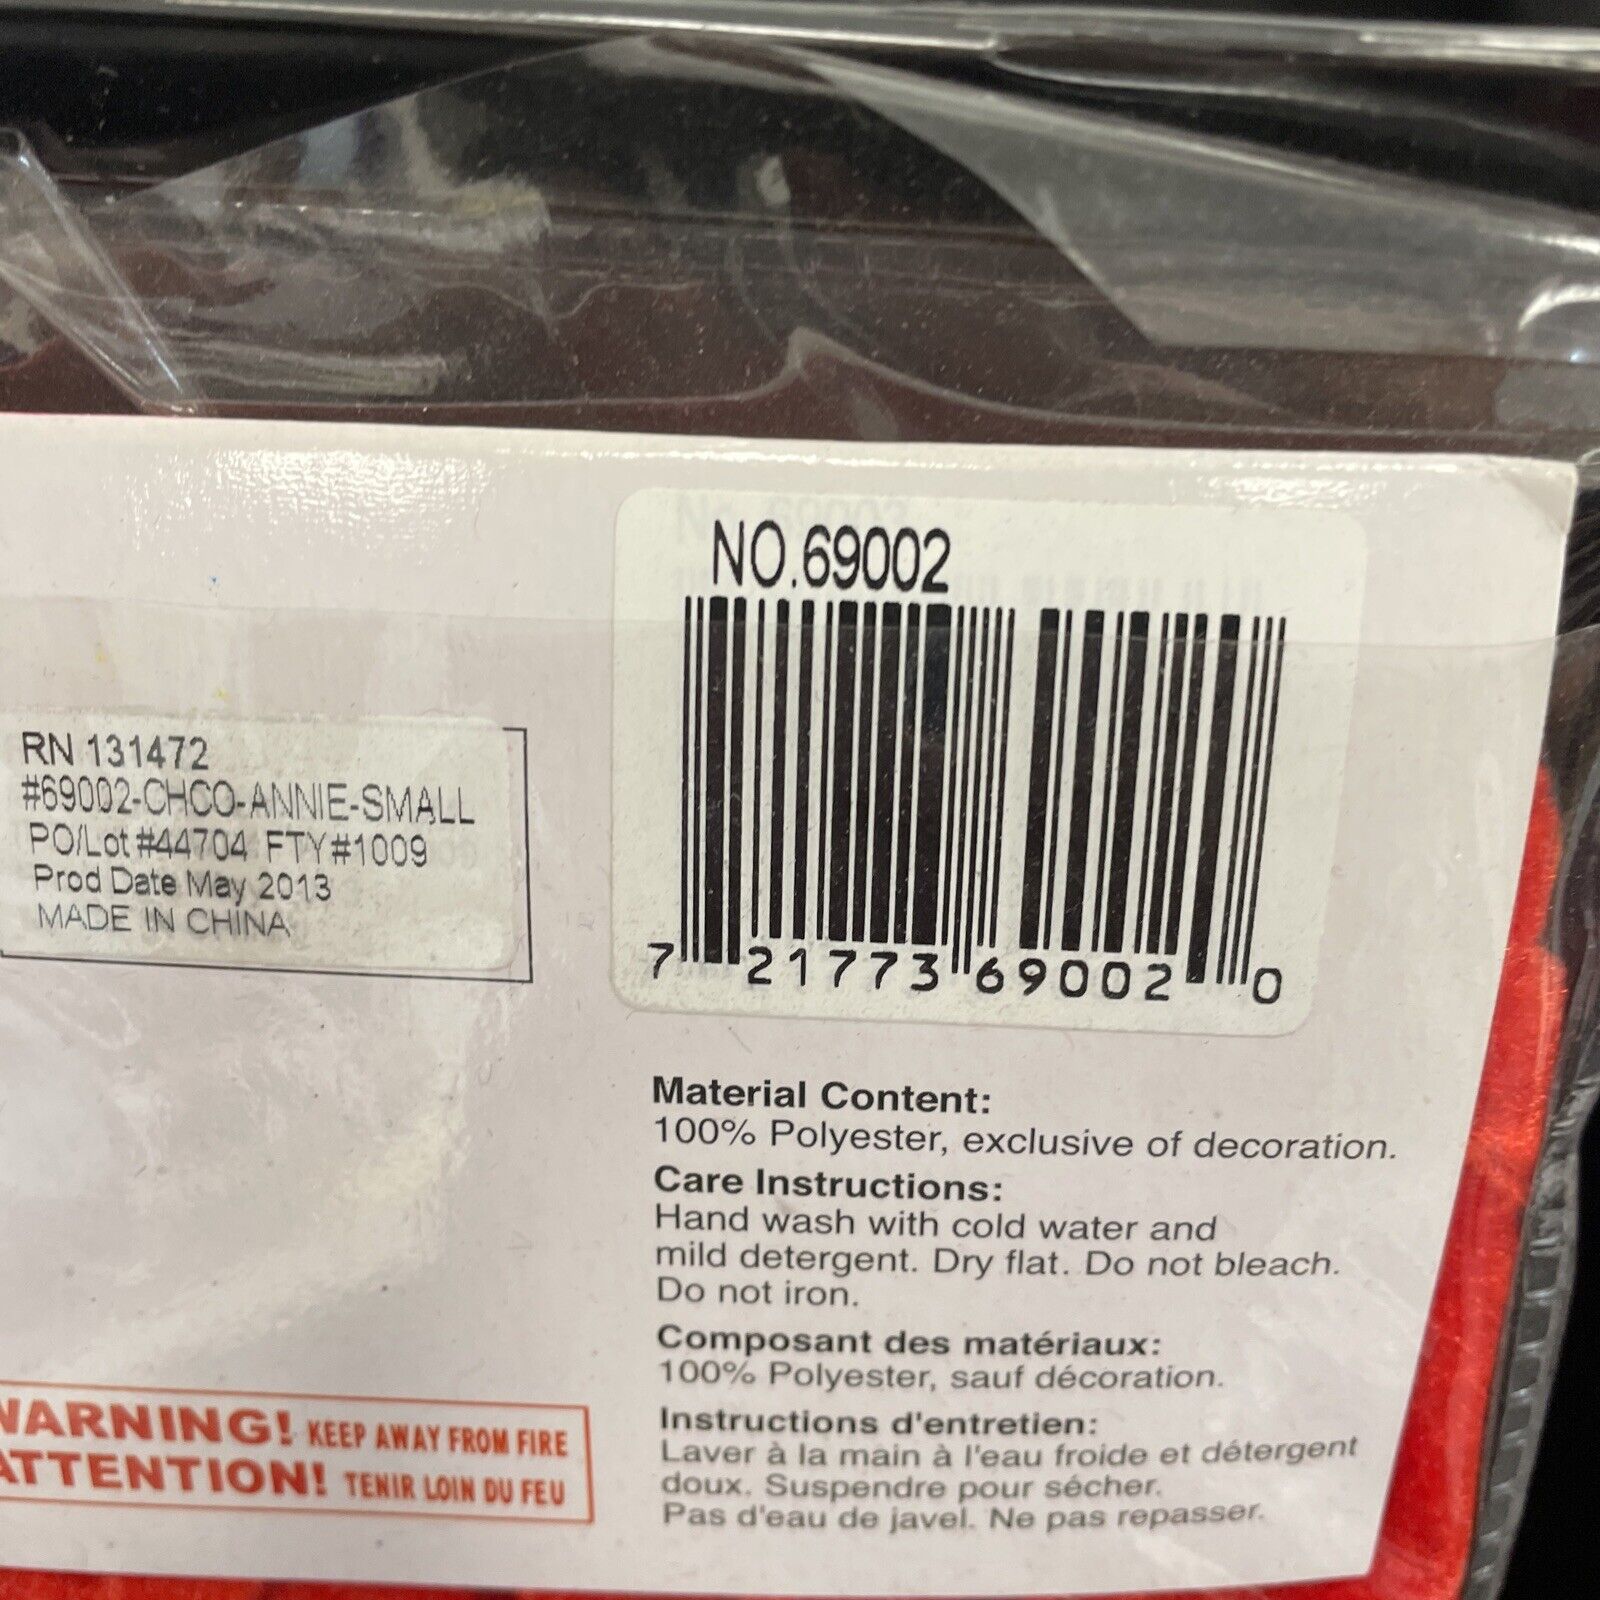 NO.69002
7 21773 69002 0
RN 131472
#69002-CHCO-ANNIE-SMALL
PO/Lot #44704 FTY#1009
Prod Date May 2013
MADE IN CHINA
Material Content:
100% Polyester, exclusive of decoration.
Care Instructions:
Hand wash with cold water and
mild detergent. Dry flat. Do not bleach.
Do not iron.
Composant des matériaux:
100% Polyester, sauf décoration.
Instructions d'entretien:
Laver à la main à l'eau froide et détergent
doux. Suspendre pour sécher.
Pas d'eau de javel. Ne pas repasser.
WARNING! KEEP AWAY FROM FIRE
ATTENTION! TENIR LOIN DU FEU